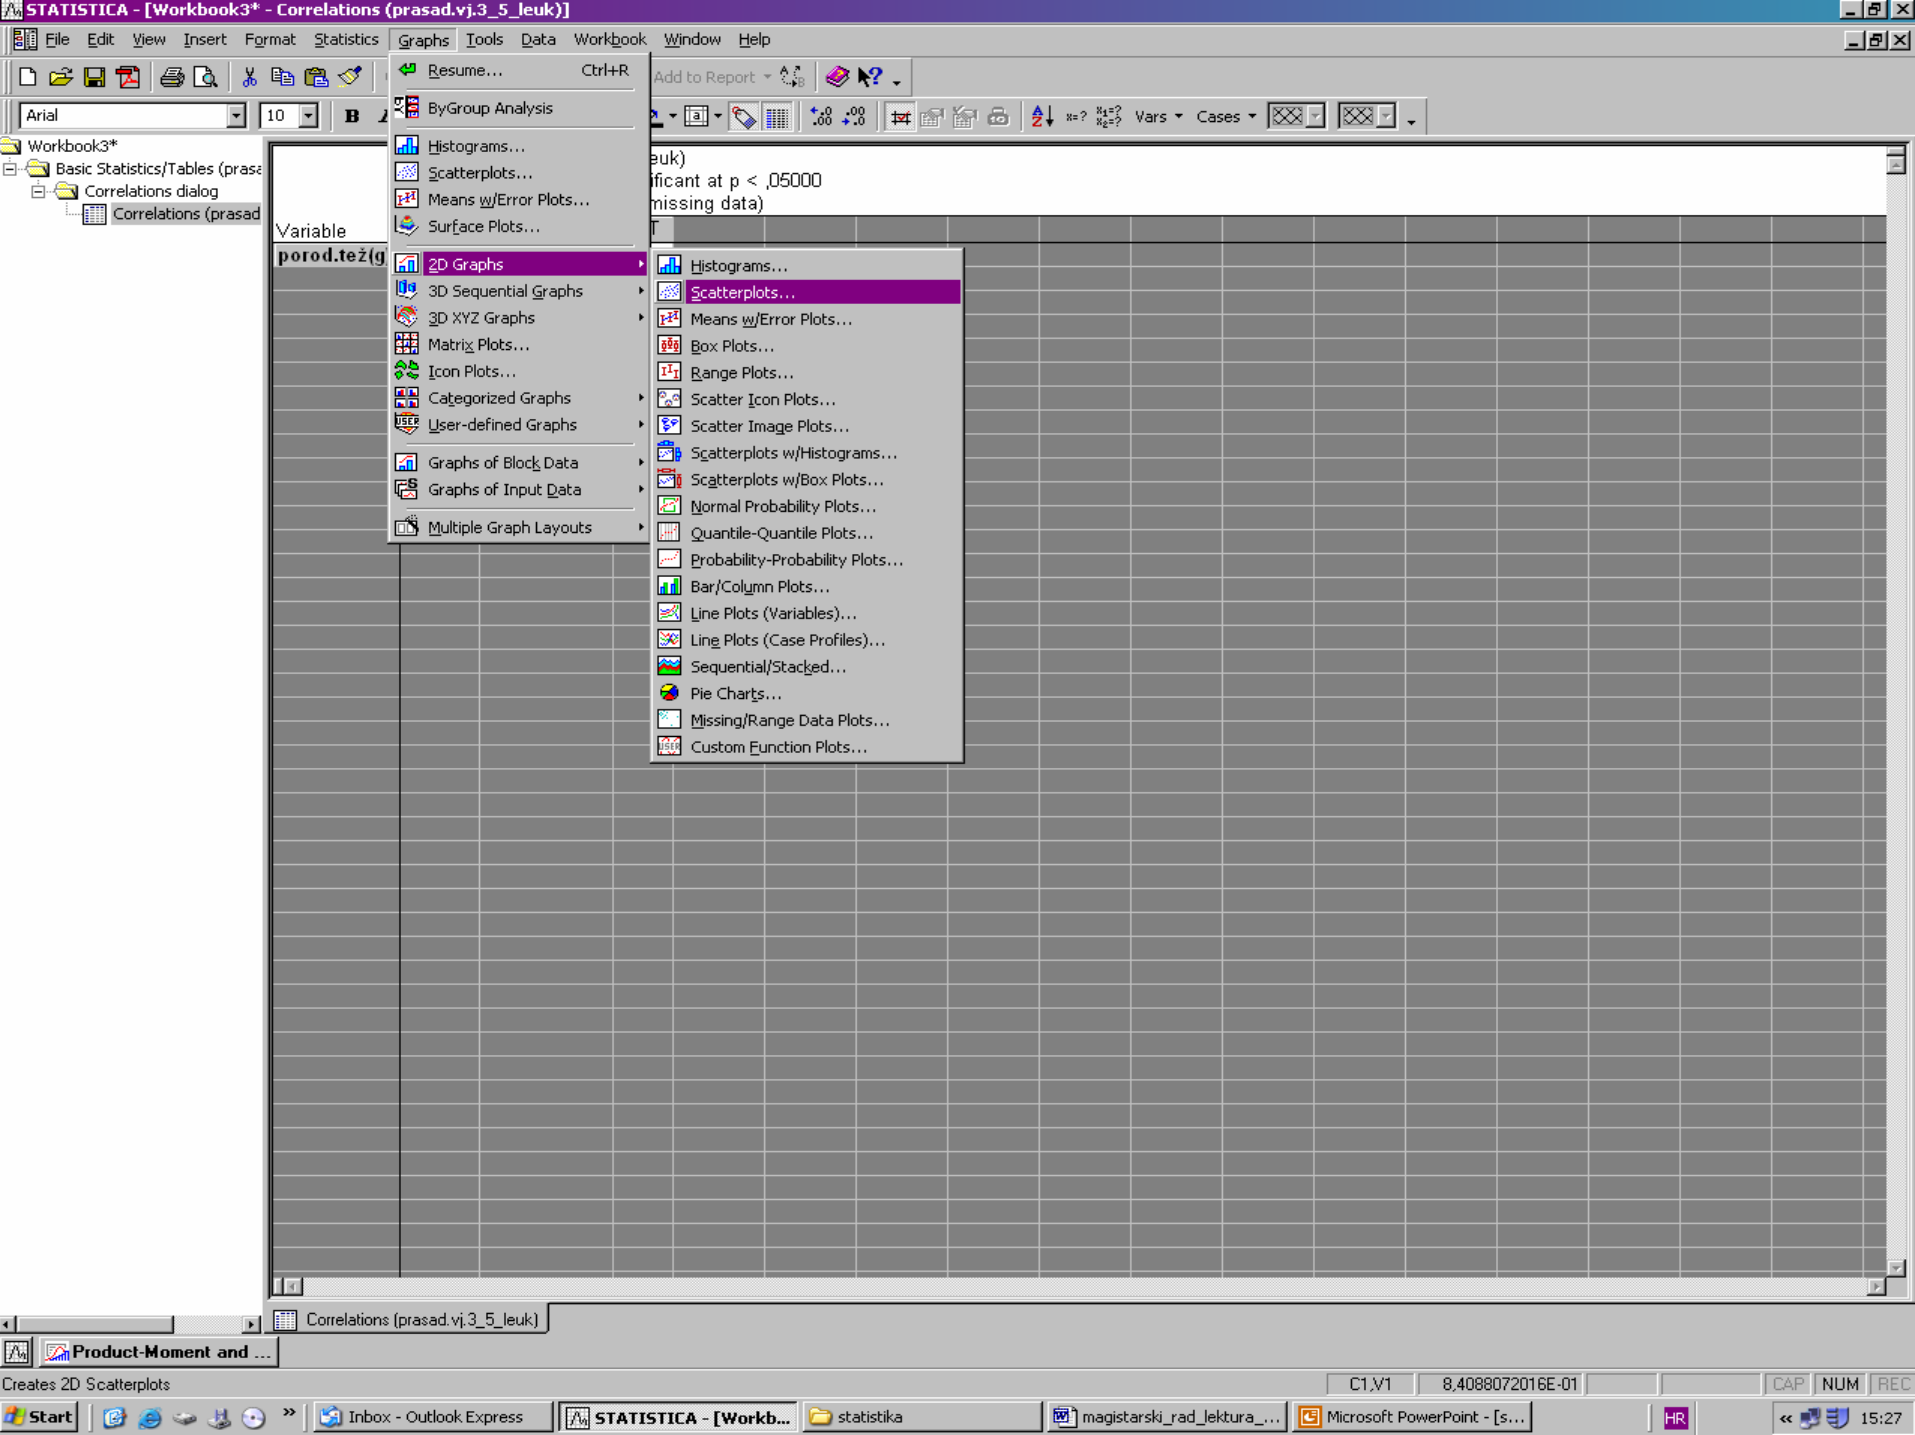 STATISTICA - [Workbook3* - Correlations (prasad.vj.3_5_leuk)]
File Edit View Insert Format Statistics Graphs Tools Data Workbook Window Help
Add to Report
Arial 10 B Vars Cases
Resume... Ctrl+R
ByGroup Analysis
Histograms...
Scatterplots...
Means w/Error Plots...
Surface Plots...
2D Graphs
3D Sequential Graphs
3D XYZ Graphs
Matrix Plots...
Icon Plots...
Categorized Graphs
User-defined Graphs
Graphs of Block Data
Graphs of Input Data
Multiple Graph Layouts
Histograms...
Scatterplots...
Means w/Error Plots...
Box Plots...
Range Plots...
Scatter Icon Plots...
Scatter Image Plots...
Scatterplots w/Histograms...
Scatterplots w/Box Plots...
Normal Probability Plots...
Quantile-Quantile Plots...
Probability-Probability Plots...
Bar/Column Plots...
Line Plots (Variables)...
Line Plots (Case Profiles)...
Sequential/Stacked...
Pie Charts...
Missing/Range Data Plots...
Custom Function Plots...
Workbook3*
Basic Statistics/Tables (prasa
Correlations dialog
Correlations (prasad
euk)
ificant at p < ,05000
missing data)
Variable T
porod.tež(g
Correlations (prasad.vj.3_5_leuk)
Product-Moment and ...
Creates 2D Scatterplots C1,V1 8,4088072016E-01 CAP NUM REC
Start Inbox - Outlook Express STATISTICA - [Workb... statistika magistarski_rad_lektura_... Microsoft PowerPoint - [s... HR 15:27